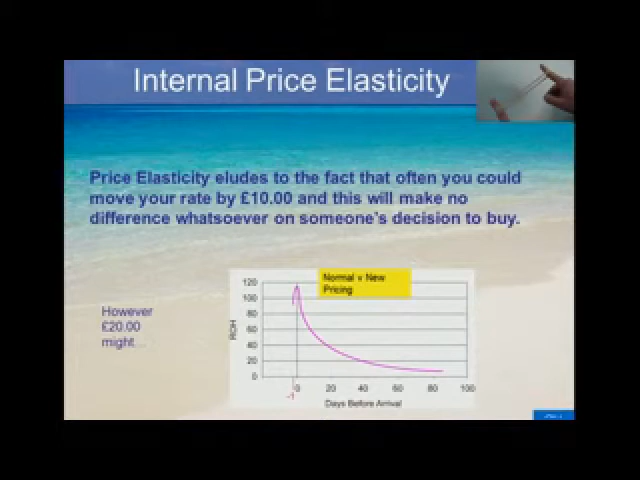 Internal Price Elasticity
Price Elasticity eludes to the fact that often you could
move your rate by £10.00 and this will make no
difference whatsoever on someone's decision to buy.
However
£20.00
might...
Normal v New
Pricing
120
100
80
60
40
20
0
ROH
-1
0 20 40 60 80 100
Days Before Arrival